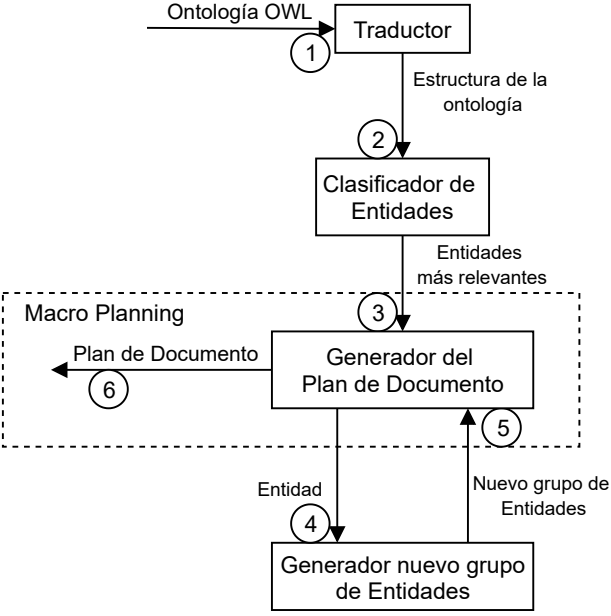 Ontología OWL
1
Traductor
Estructura de la
ontología
2
Clasificador de
Entidades
Entidades
más relevantes
Macro Planning
3
Plan de Documento
6
Generador del
Plan de Documento
5
Entidad
4
Nuevo grupo de
Entidades
Generador nuevo grupo
de Entidades